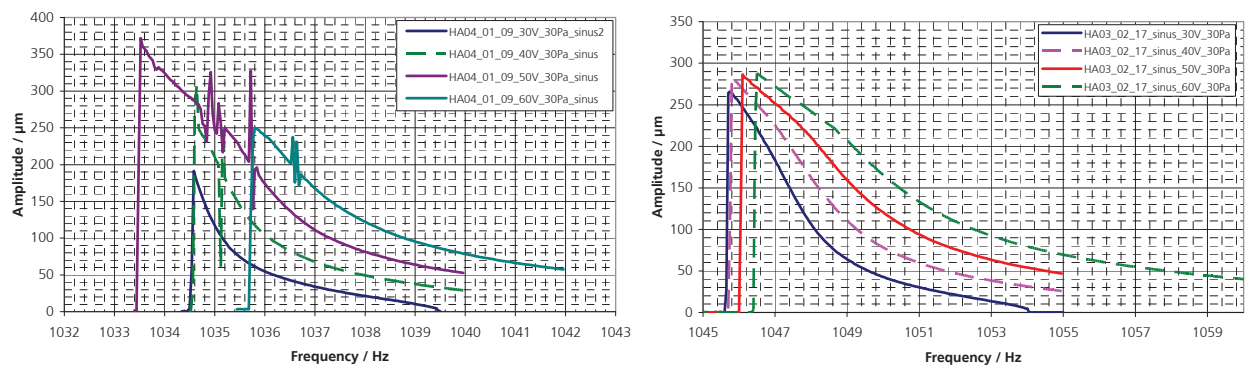 400
350
300
250
200
150
100
50
0
Amplitude / µm
HA04_01_09_30V_30Pa_sinus2
HA04_01_09_40V_30Pa_sinus
HA04_01_09_50V_30Pa_sinus
HA04_01_09_60V_30Pa_sinus
1032 1033 1034 1035 1036 1037 1038 1039 1040 1041 1042 1043
Frequency / Hz
350
300
250
200
150
100
50
0
Amplitude / µm
HA03_02_17_sinus_30V_30Pa
HA03_02_17_sinus_40V_30Pa
HA03_02_17_sinus_50V_30Pa
HA03_02_17_sinus_60V_30Pa
1045 1047 1049 1051 1053 1055 1057 1059
Frequency / Hz